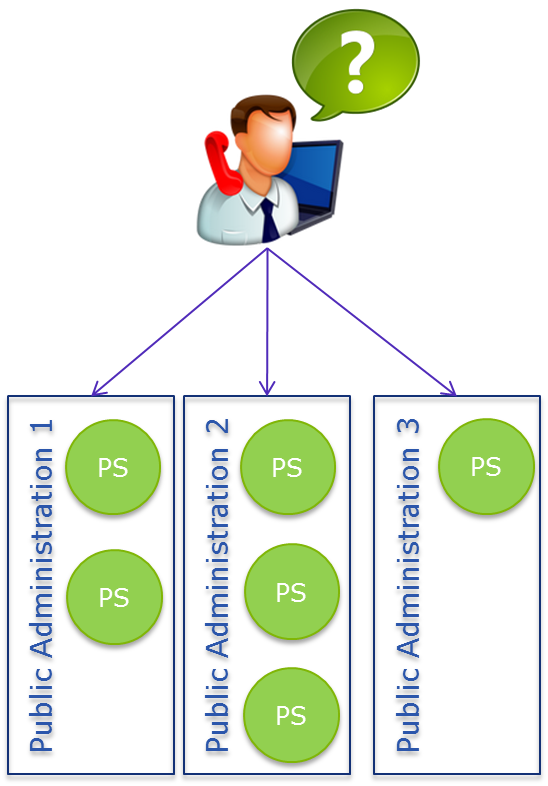 ?
Public Administration 1
PS
PS
Public Administration 2
PS
PS
PS
Public Administration 3
PS